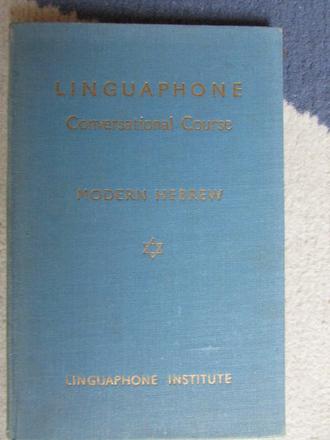 LINGUAPHONE
Conversational Course
MODERN HEBREW
LINGUAPHONE INSTITUTE